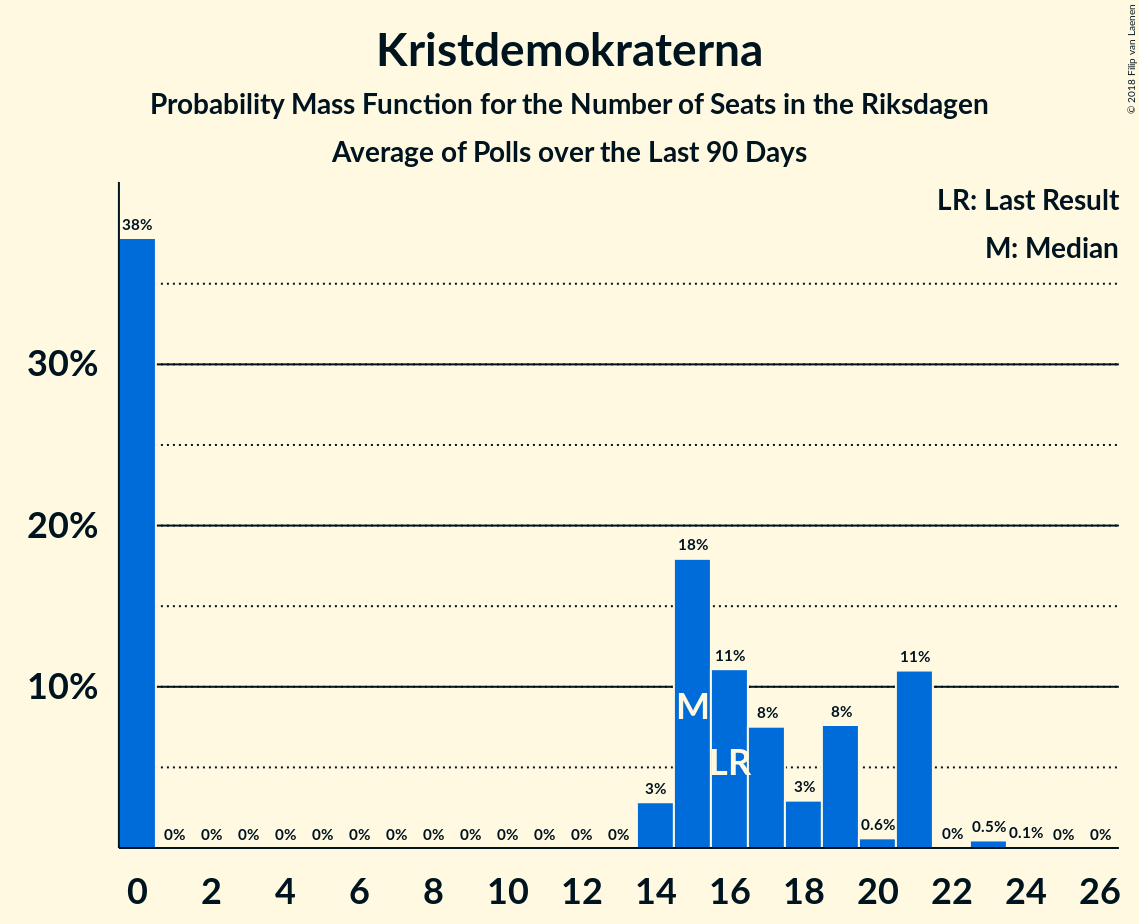 Kristdemokraterna
Probability Mass Function for the Number of Seats in the Riksdagen
Average of Polls over the Last 90 Days
© 2018 Filip van Laenen
LR: Last Result
M: Median
38%
30%
20%
18%
11%
11%
10%
M
8%
8%
LR
3%
3%
0% 0% 0% 0% 0% 0% 0% 0% 0% 0% 0% 0% 0% 0.6% 0% 0.5% 0.1% 0% 0%
0 2 4 6 8 10 12 14 16 18 20 22 24 26